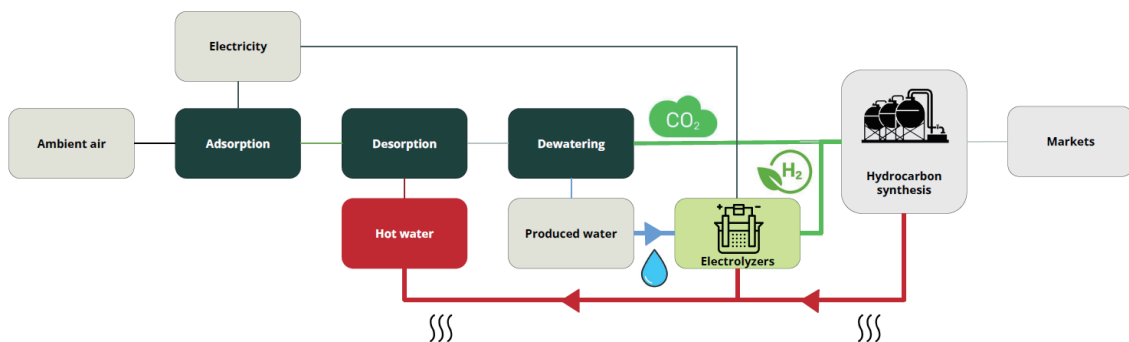 Electricity
Ambient air
Adsorption
Desorption
Dewatering
CO₂
H₂
Hydrocarbon
synthesis
Markets
Hot water
Produced water
+ −
Electrolyzers